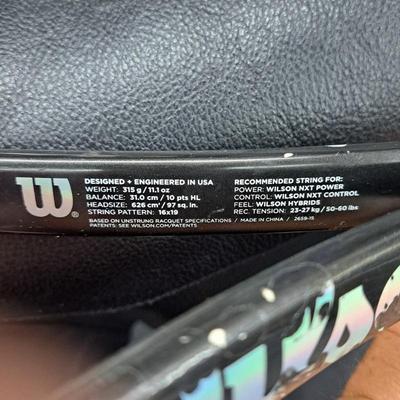 W®
DESIGNED + ENGINEERED IN USA
WEIGHT: 315 g / 11.1 oz
BALANCE: 31.0 cm / 10 pts HL
HEADSIZE: 626 cm² / 97 sq. in.
STRING PATTERN: 16x19
RECOMMENDED STRING FOR:
POWER: WILSON NXT POWER
CONTROL: WILSON NXT CONTROL
FEEL: WILSON HYBRIDS
REC. TENSION: 23-27 kg / 50-60 lbs
BASED ON UNSTRUNG RACQUET SPECIFICATIONS / MADE IN CHINA / 2659-15
PATENTS: SEE WILSON.COM/PATENTS